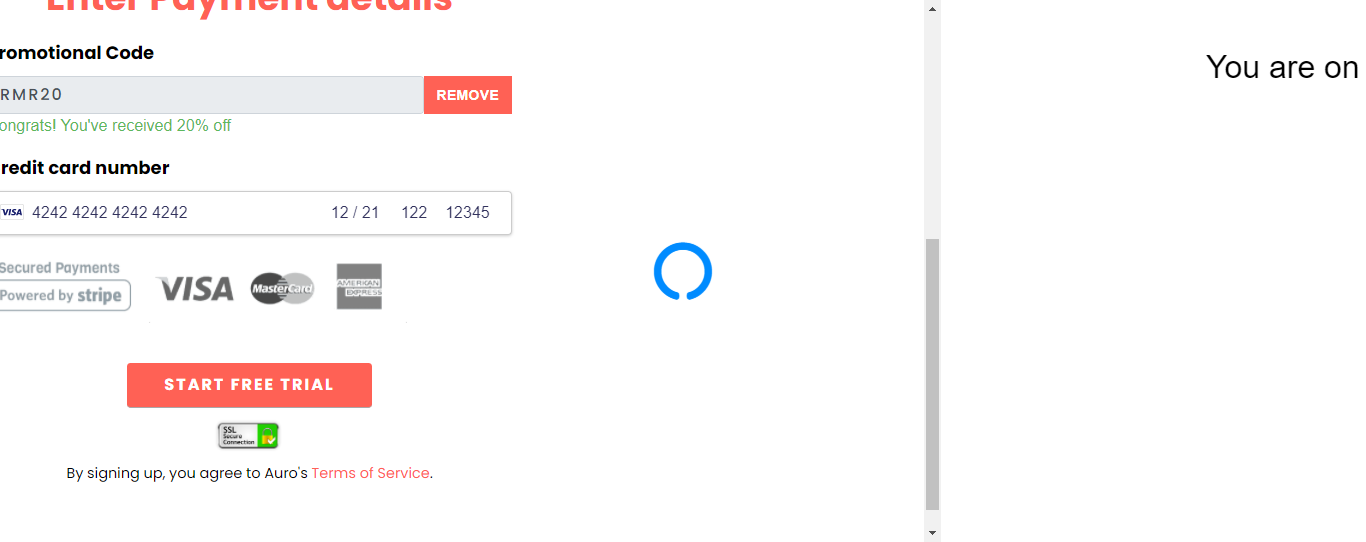 Enter Payment details
You are on
romotional Code
RMR20
REMOVE
ongrats! You've received 20% off
redit card number
VISA 4242 4242 4242 4242 12 / 21 122 12345
Secured Payments
Powered by stripe
VISA
MasterCard
AMERICAN
EXPRESS
START FREE TRIAL
SSL
Secure
Connection
By signing up, you agree to Auro's Terms of Service.